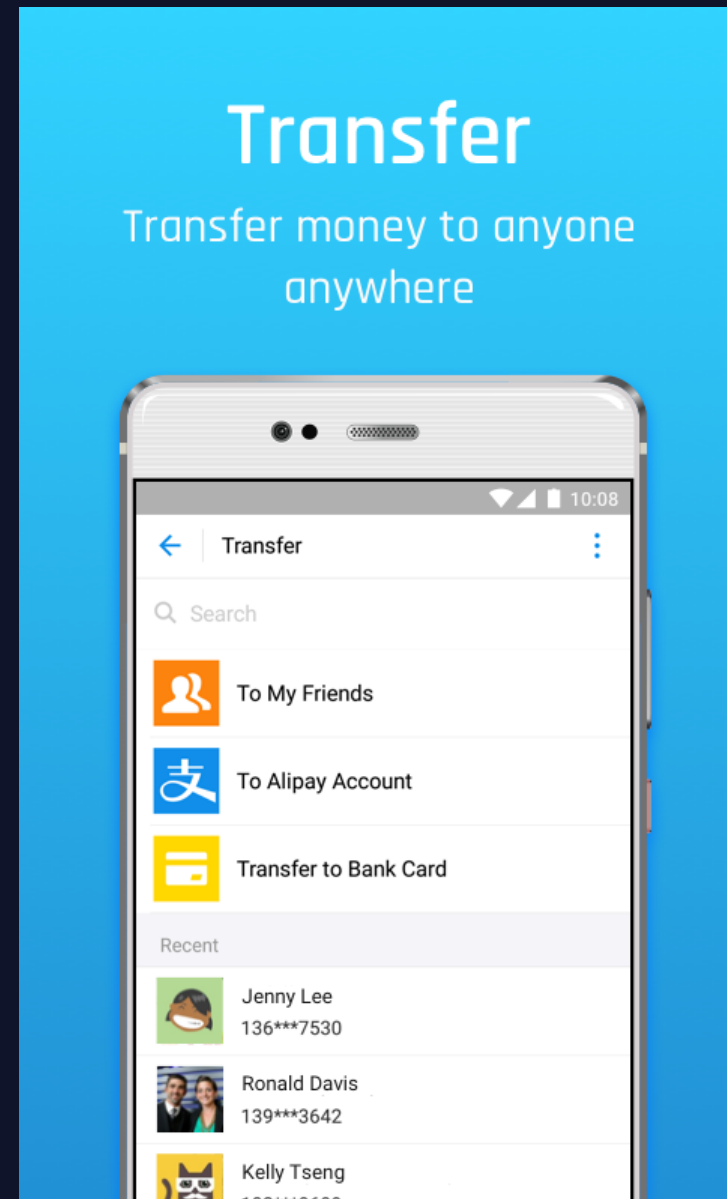 Transfer
Transfer money to anyone
anywhere
10:08
Transfer
Search
To My Friends
支
To Alipay Account
Transfer to Bank Card
Recent
Jenny Lee
136***7530
Ronald Davis
139***3642
Kelly Tseng